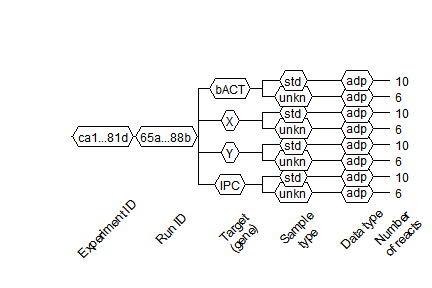 std adp 10
bACT
unkn adp 6
std adp 10
X
unkn adp 6
ca1...81d 65a...88b
std adp 10
Y
unkn adp 6
std adp 10
IPC
unkn adp 6
Experiment ID
Run ID
Target
(gene)
Sample
type
Data type
Number
of reacts